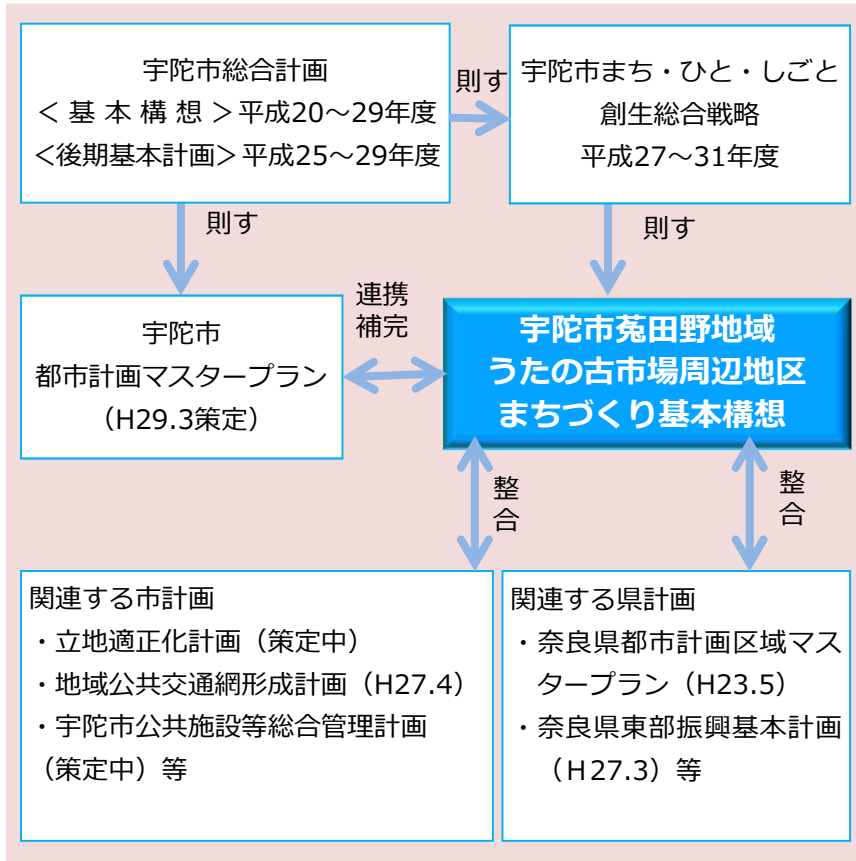 宇陀市総合計画
＜ 基 本 構 想 ＞平成20～29年度
＜後期基本計画＞平成25～29年度
則す
宇陀市まち・ひと・しごと
創生総合戦略
平成27～31年度
則す
則す
宇陀市
都市計画マスタープラン
（H29.3策定）
連携
補完
宇陀市菟田野地域
うたの古市場周辺地区
まちづくり基本構想
整
合
整
合
関連する市計画
・立地適正化計画（策定中）
・地域公共交通網形成計画（H27.4）
・宇陀市公共施設等総合管理計画
（策定中）等
関連する県計画
・奈良県都市計画区域マス
タープラン（H23.5）
・奈良県東部振興基本計画
（Ｈ27.3）等